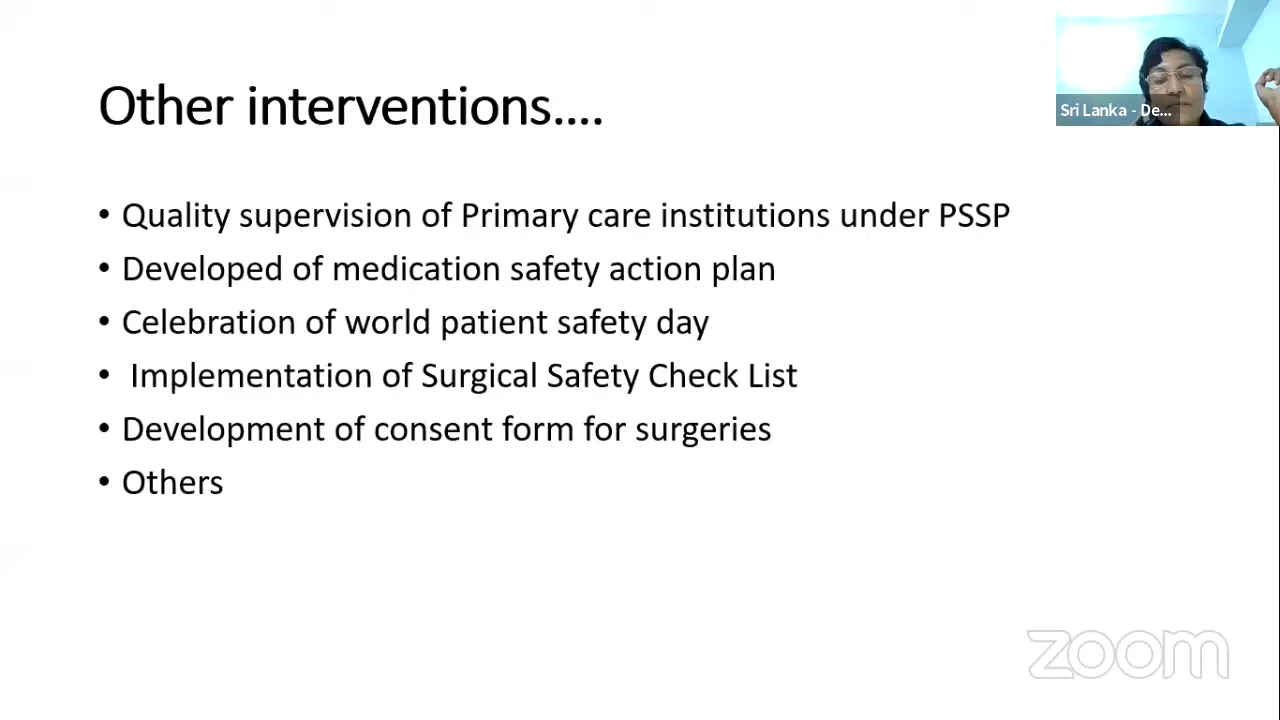 Other interventions....
Sri Lanka - De...
• Quality supervision of Primary care institutions under PSSP
• Developed of medication safety action plan
• Celebration of world patient safety day
• Implementation of Surgical Safety Check List
• Development of consent form for surgeries
• Others
zoom